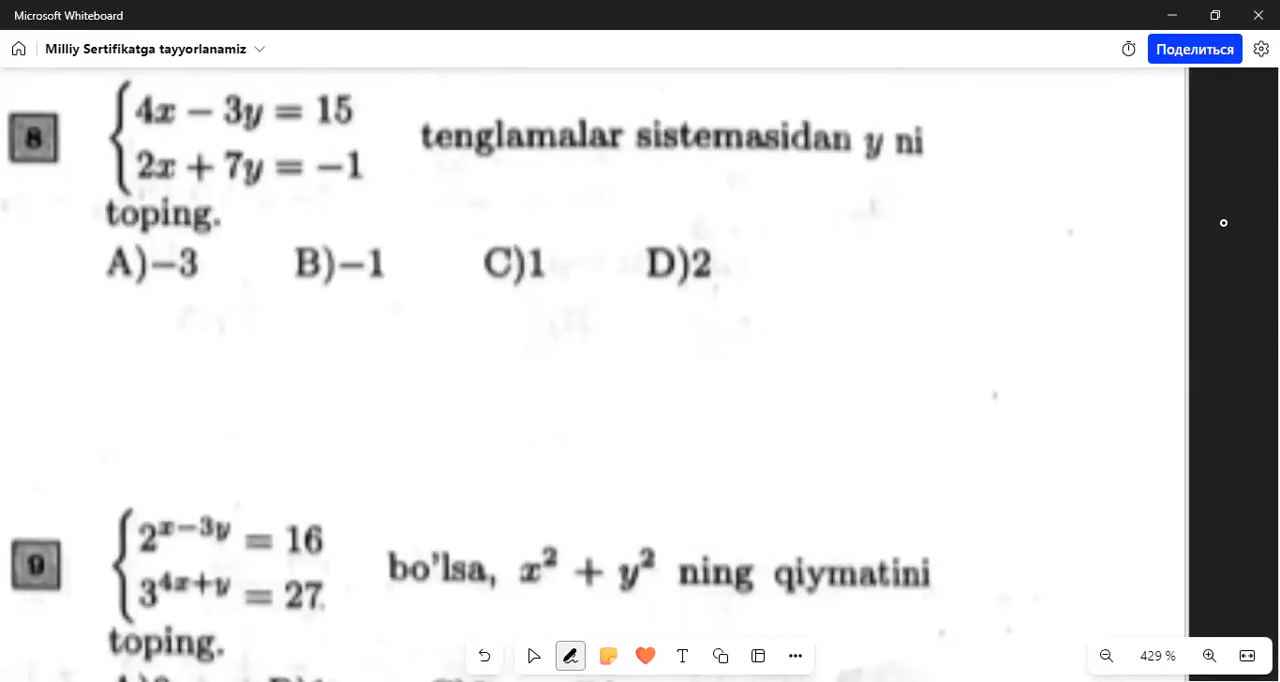 Microsoft Whiteboard
Milliy Sertifikatga tayyorlanamiz
Поделиться
8 {4x − 3y = 15
2x + 7y = −1 tenglamalar sistemasidan y ni
toping.
A)−3 B)−1 C)1 D)2
9 {2^{x−3y} = 16
3^{4x+y} = 27 bo'lsa, x² + y² ning qiymatini
toping.
T
429 %